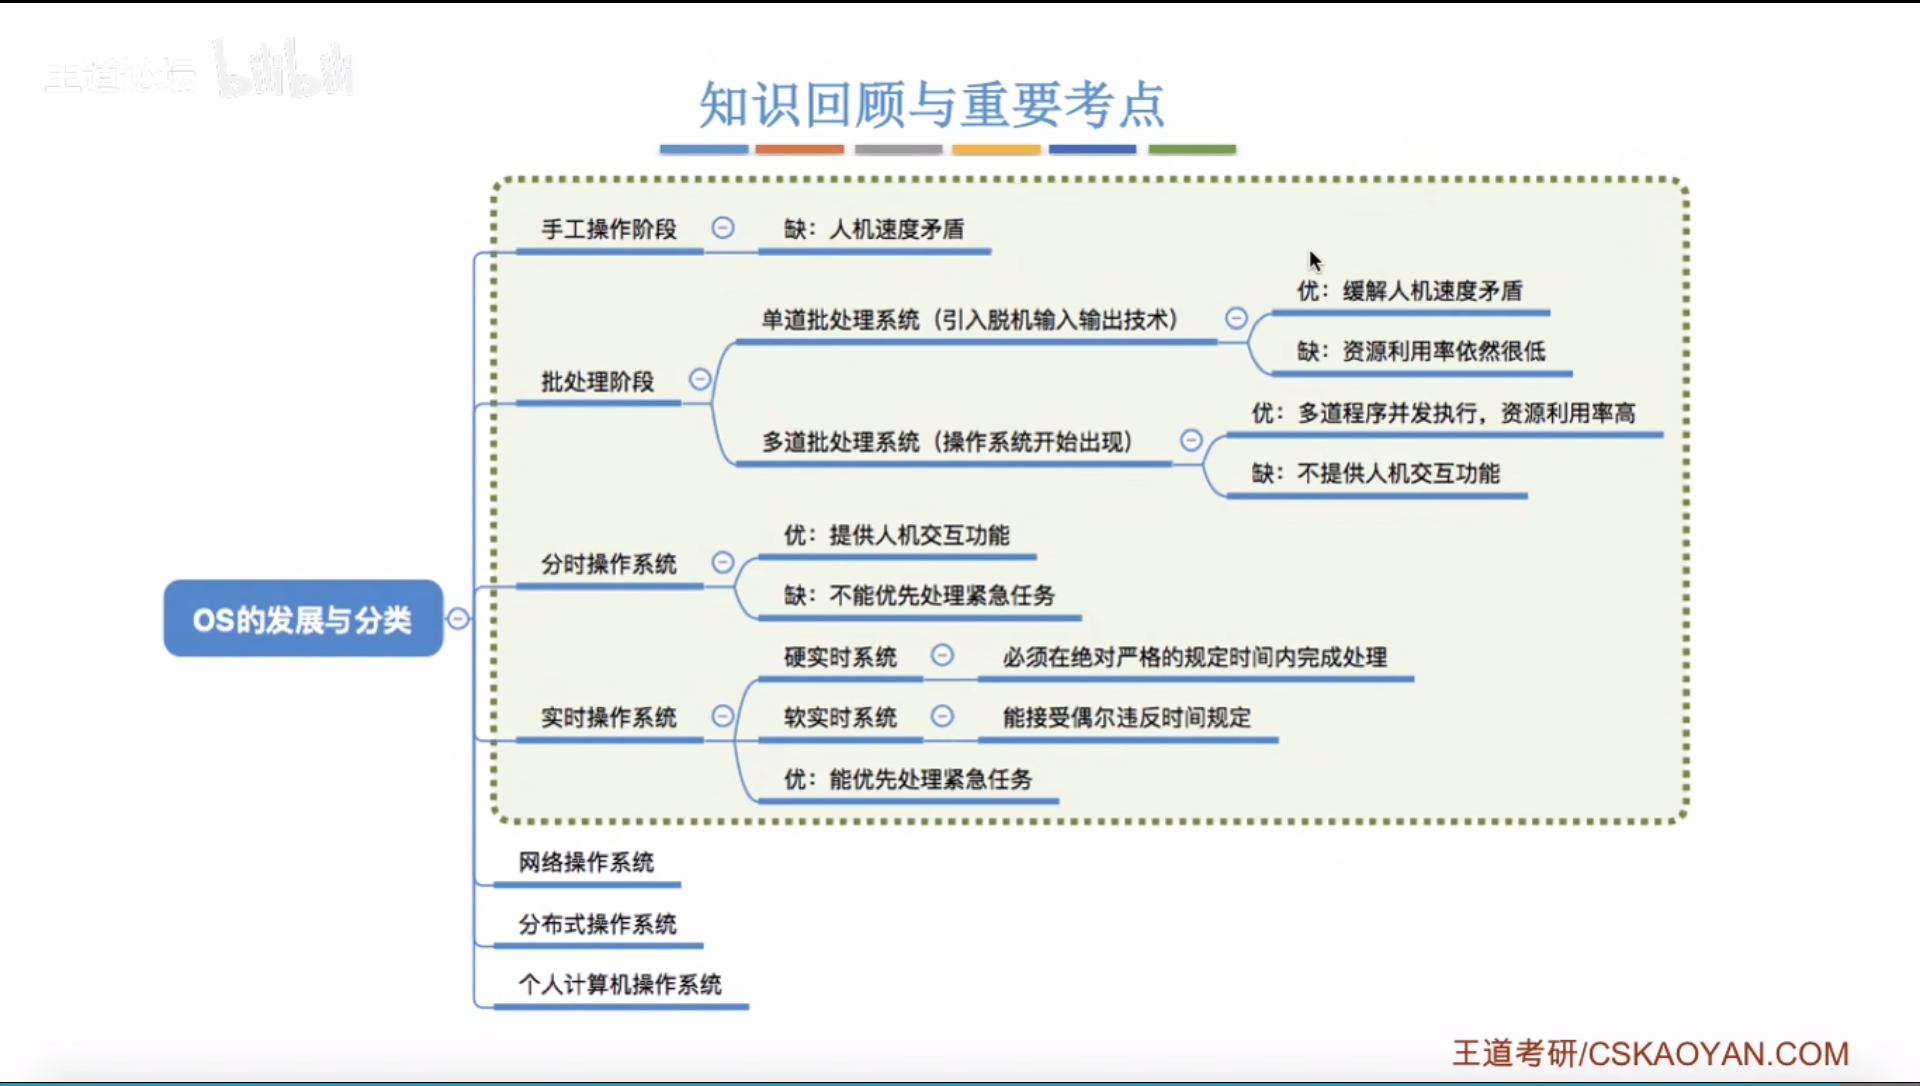 王道论坛 bilibili
知识回顾与重要考点
手工操作阶段
缺：人机速度矛盾
批处理阶段
单道批处理系统（引入脱机输入输出技术）
优：缓解人机速度矛盾
缺：资源利用率依然很低
多道批处理系统（操作系统开始出现）
优：多道程序并发执行，资源利用率高
缺：不提供人机交互功能
分时操作系统
优：提供人机交互功能
缺：不能优先处理紧急任务
OS的发展与分类
实时操作系统
硬实时系统
必须在绝对严格的规定时间内完成处理
软实时系统
能接受偶尔违反时间规定
优：能优先处理紧急任务
网络操作系统
分布式操作系统
个人计算机操作系统
王道考研/CSKAOYAN.COM